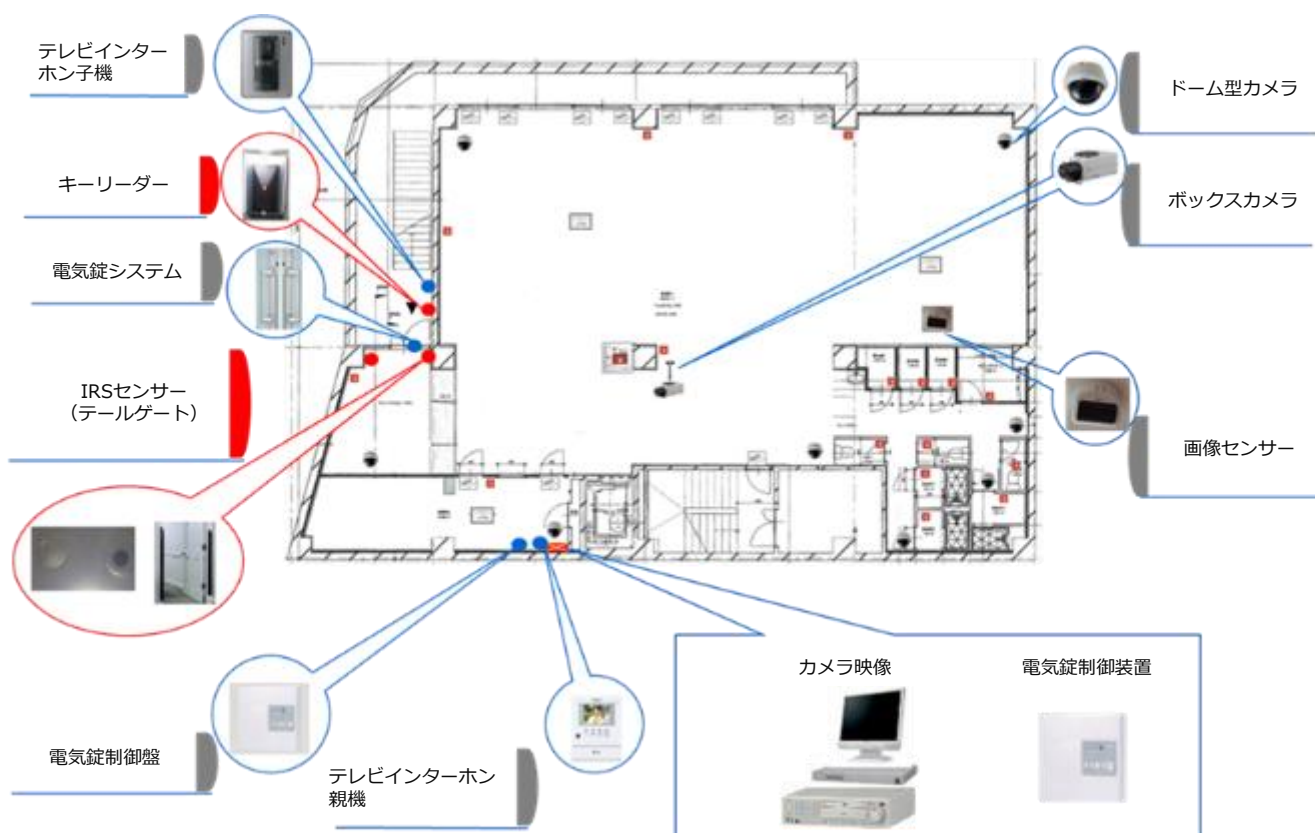 テレビインター
ホン子機
キーリーダー
電気錠システム
IRSセンサー
（テールゲート）
電気錠制御盤
テレビインターホン
親機
ドーム型カメラ
ボックスカメラ
画像センサー
カメラ映像
電気錠制御装置